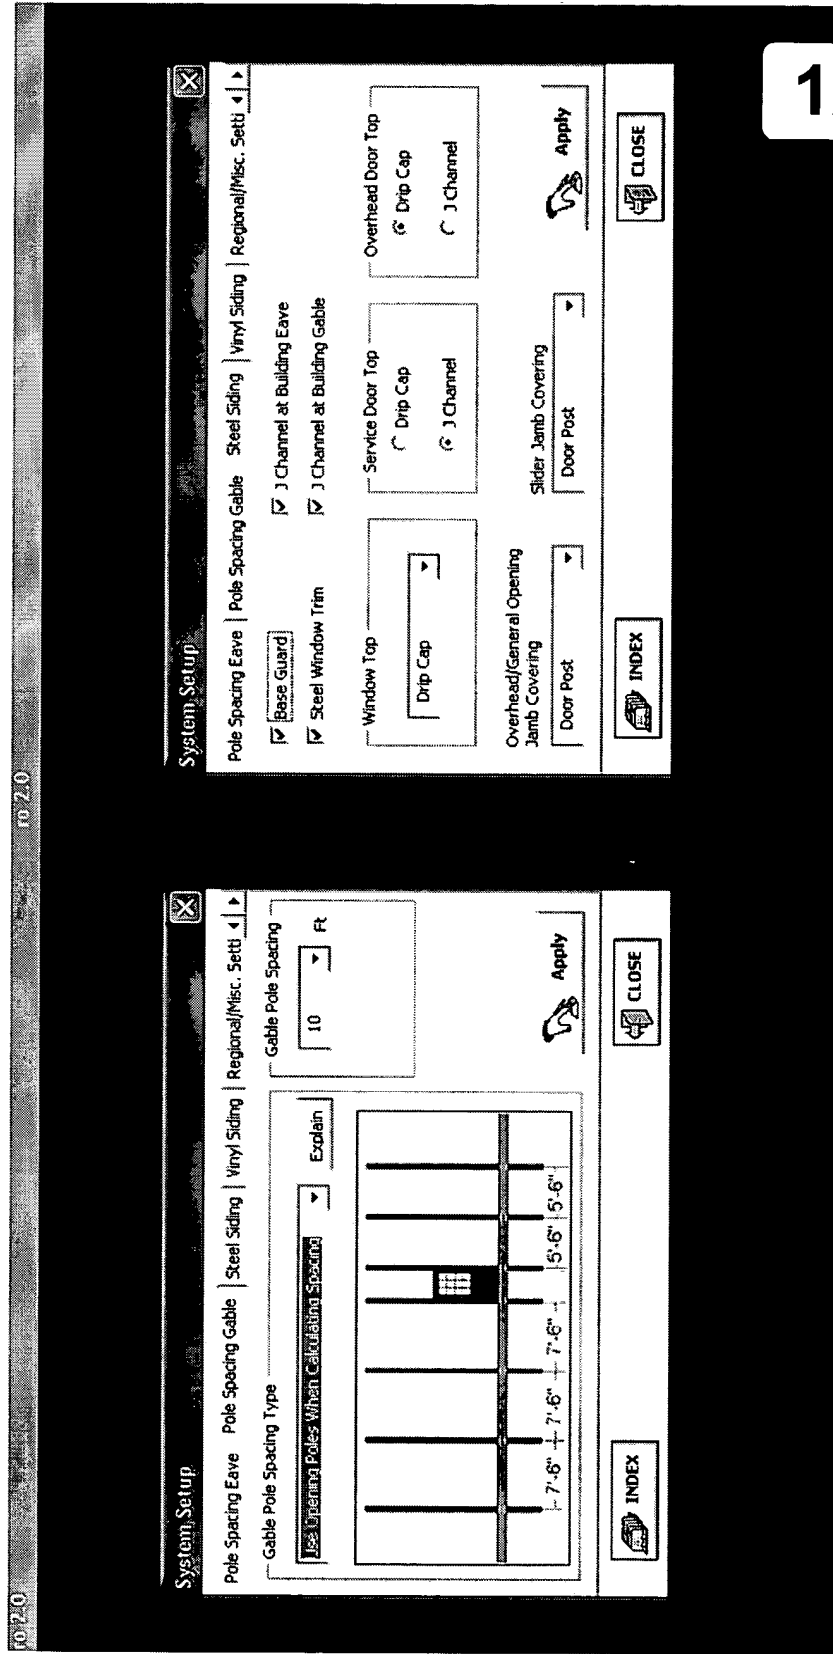 ro 2.0
System Setup
Pole Spacing Eave Pole Spacing Gable Steel Siding Vinyl Siding Regional/Misc. Setti
Gable Pole Spacing Type
Use Opening Poles When Calculating Spacing
Explain
7'-6" 7'-6" 7'-6" 5'-6" 5'-6"
Gable Pole Spacing
10 Ft
Apply
INDEX
CLOSE
ro 2.0
System Setup
Pole Spacing Eave Pole Spacing Gable Steel Siding Vinyl Siding Regional/Misc. Setti
Base Guard
J Channel at Building Eave
Steel Window Trim
J Channel at Building Gable
Window Top
Drip Cap
Service Door Top
Drip Cap
J Channel
Overhead Door Top
Drip Cap
J Channel
Overhead/General Opening
Jamb Covering
Door Post
Slider Jamb Covering
Door Post
Apply
INDEX
CLOSE